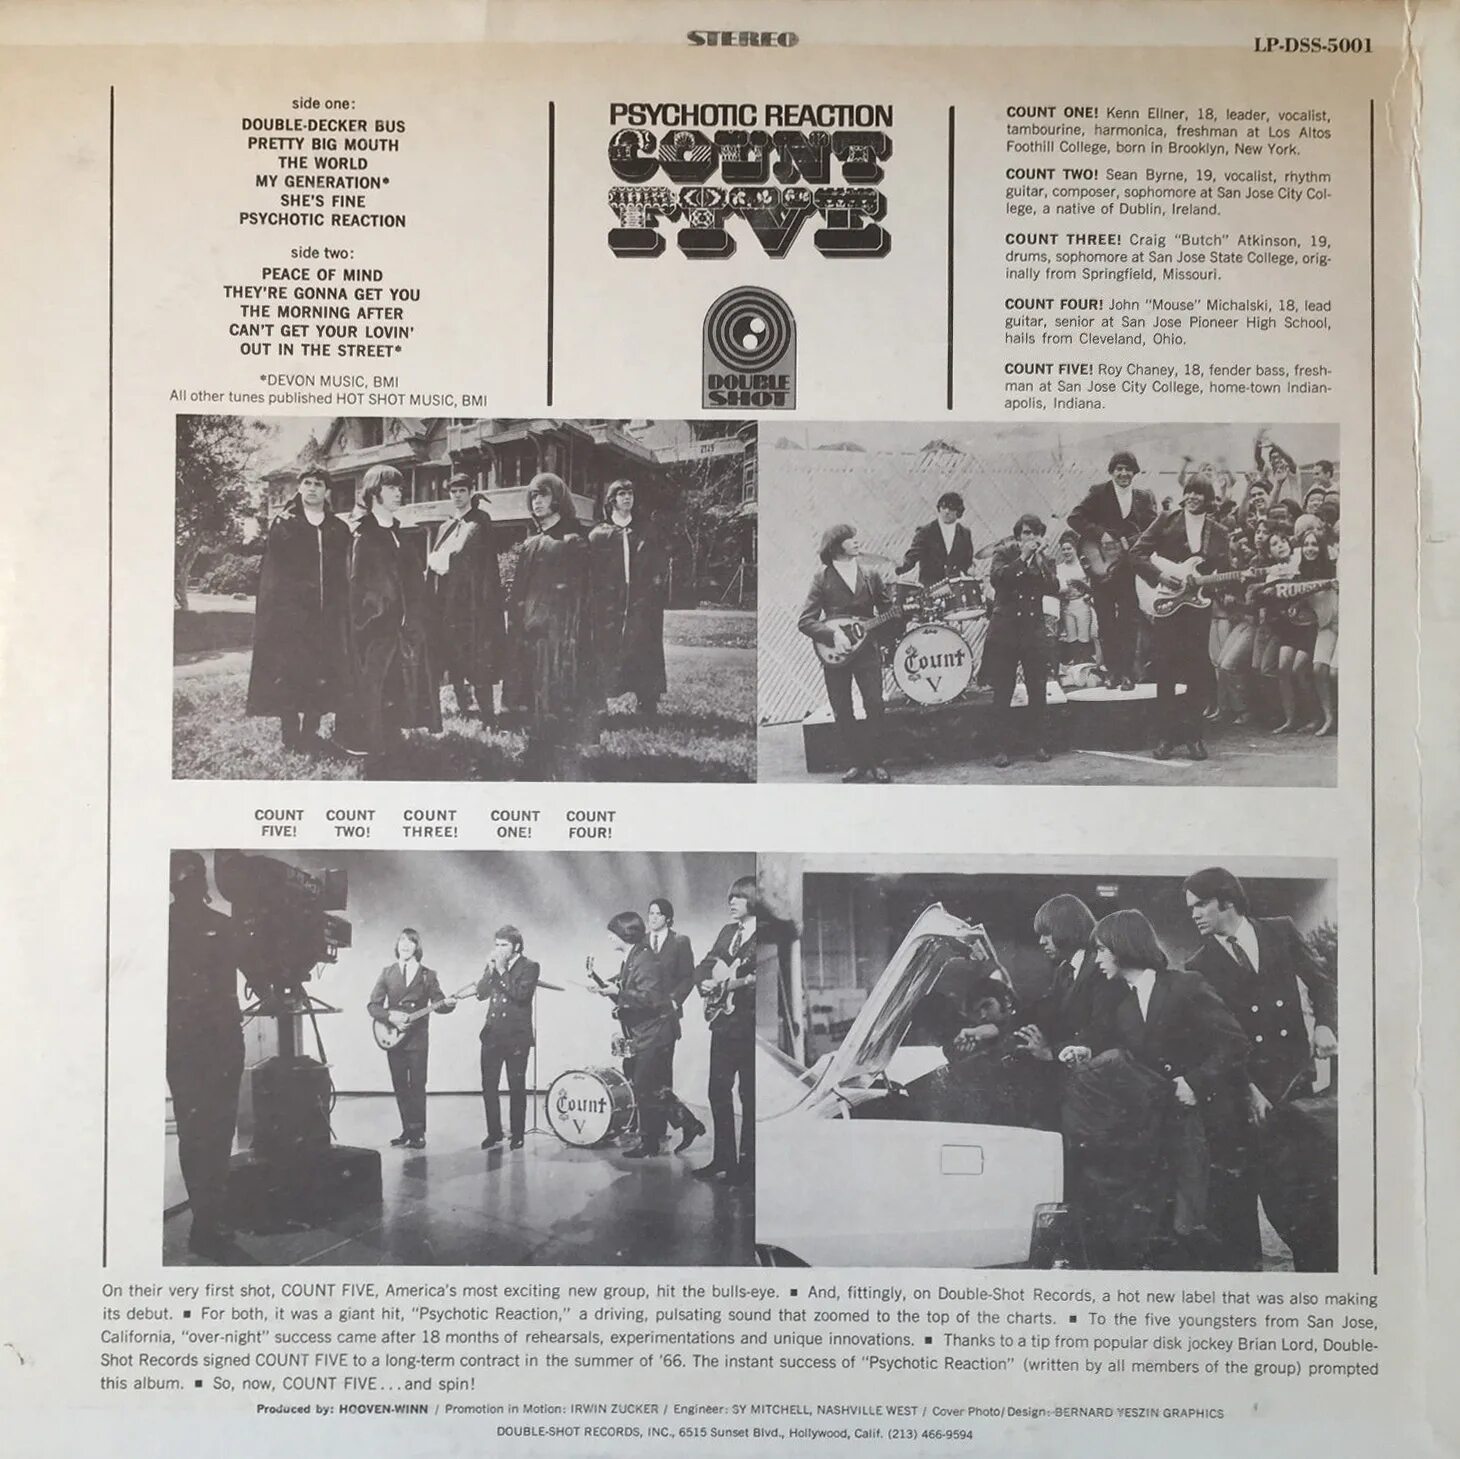 STEREO
LP-DSS-5001
side one:
DOUBLE-DECKER BUS
PRETTY BIG MOUTH
THE WORLD
MY GENERATION*
SHE'S FINE
PSYCHOTIC REACTION
side two:
PEACE OF MIND
THEY'RE GONNA GET YOU
THE MORNING AFTER
CAN'T GET YOUR LOVIN'
OUT IN THE STREET*
*DEVON MUSIC, BMI
All other tunes published HOT SHOT MUSIC, BMI
PSYCHOTIC REACTION
COUNT
FIVE
DOUBLE
SHOT
COUNT ONE! Kenn Ellner, 18, leader, vocalist,
tambourine, harmonica, freshman at Los Altos
Foothill College, born in Brooklyn, New York.
COUNT TWO! Sean Byrne, 19, vocalist, rhythm
guitar, composer, sophomore at San Jose City Col-
lege, a native of Dublin, Ireland.
COUNT THREE! Craig "Butch" Atkinson, 19,
drums, sophomore at San Jose State College, orig-
inally from Springfield, Missouri.
COUNT FOUR! John "Mouse" Michalski, 18, lead
guitar, senior at San Jose Pioneer High School,
hails from Cleveland, Ohio.
COUNT FIVE! Roy Chaney, 18, fender bass, fresh-
man at San Jose City College, home-town Indian-
apolis, Indiana.
Count
V
COUNT FIVE!
COUNT TWO!
COUNT THREE!
COUNT ONE!
COUNT FOUR!
Count
V
On their very first shot, COUNT FIVE, America's most exciting new group, hit the bulls-eye. ■ And, fittingly, on Double-Shot Records, a hot new label that was also making
its debut. ■ For both, it was a giant hit, "Psychotic Reaction," a driving, pulsating sound that zoomed to the top of the charts. ■ To the five youngsters from San Jose,
California, "over-night" success came after 18 months of rehearsals, experimentations and unique innovations. ■ Thanks to a tip from popular disk jockey Brian Lord, Double-
Shot Records signed COUNT FIVE to a long-term contract in the summer of '66. The instant success of "Psychotic Reaction" (written by all members of the group) prompted
this album. ■ So, now, COUNT FIVE...and spin!
Produced by: HOOVEN-WINN / Promotion in Motion: IRWIN ZUCKER / Engineer: SY MITCHELL, NASHVILLE WEST / Cover Photo/Design: BERNARD YESZIN GRAPHICS
DOUBLE-SHOT RECORDS, INC., 6515 Sunset Blvd., Hollywood, Calif. (213) 466-9594